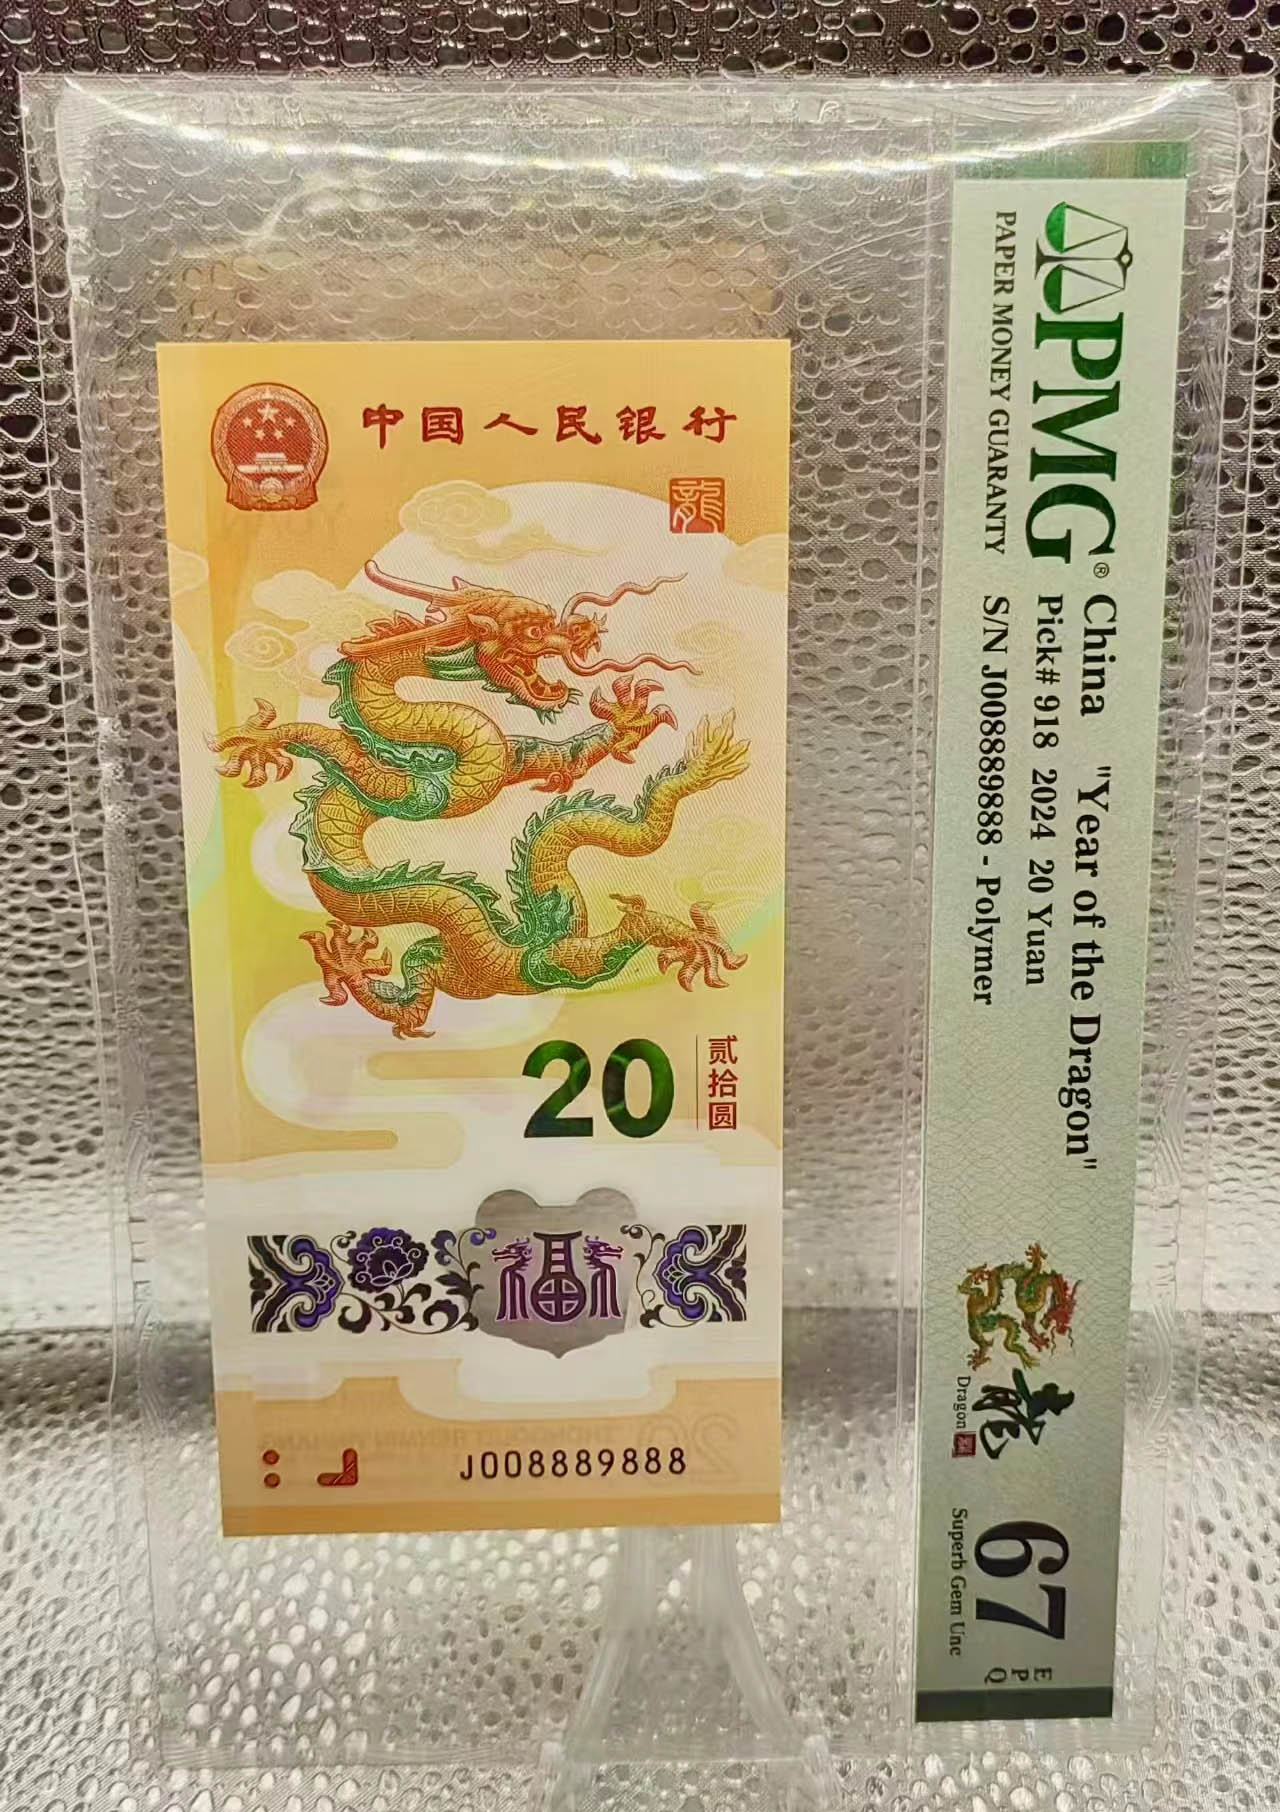 中国人民银行
龍
20
贰拾圆
福
J008889888
PMG®
PAPER MONEY GUARANTY
China "Year of the Dragon"
Pick# 918 2024 20 Yuan
S/N J008889888 - Polymer
龍
Dragon
67
EPQ
Superb Gem Unc